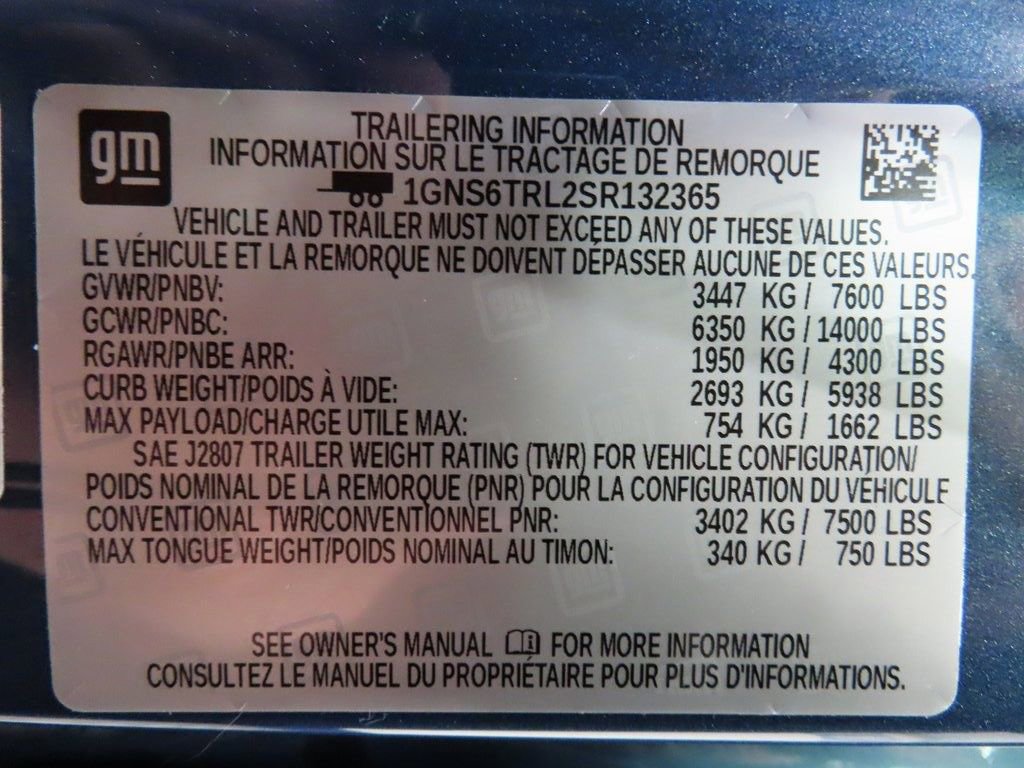 gm
TRAILERING INFORMATION
INFORMATION SUR LE TRACTAGE DE REMORQUE
1GNS6TRL2SR132365
VEHICLE AND TRAILER MUST NOT EXCEED ANY OF THESE VALUES.
LE VÉHICULE ET LA REMORQUE NE DOIVENT DÉPASSER AUCUNE DE CES VALEURS.
GVWR/PNBV: 3447 KG / 7600 LBS
GCWR/PNBC: 6350 KG / 14000 LBS
RGAWR/PNBE ARR: 1950 KG / 4300 LBS
CURB WEIGHT/POIDS À VIDE: 2693 KG / 5938 LBS
MAX PAYLOAD/CHARGE UTILE MAX: 754 KG / 1662 LBS
SAE J2807 TRAILER WEIGHT RATING (TWR) FOR VEHICLE CONFIGURATION/
POIDS NOMINAL DE LA REMORQUE (PNR) POUR LA CONFIGURATION DU VEHICULE
CONVENTIONAL TWR/CONVENTIONNEL PNR: 3402 KG / 7500 LBS
MAX TONGUE WEIGHT/POIDS NOMINAL AU TIMON: 340 KG / 750 LBS
SEE OWNER'S MANUAL FOR MORE INFORMATION
CONSULTEZ LE MANUEL DU PROPRIÉTAIRE POUR PLUS D'INFORMATIONS.